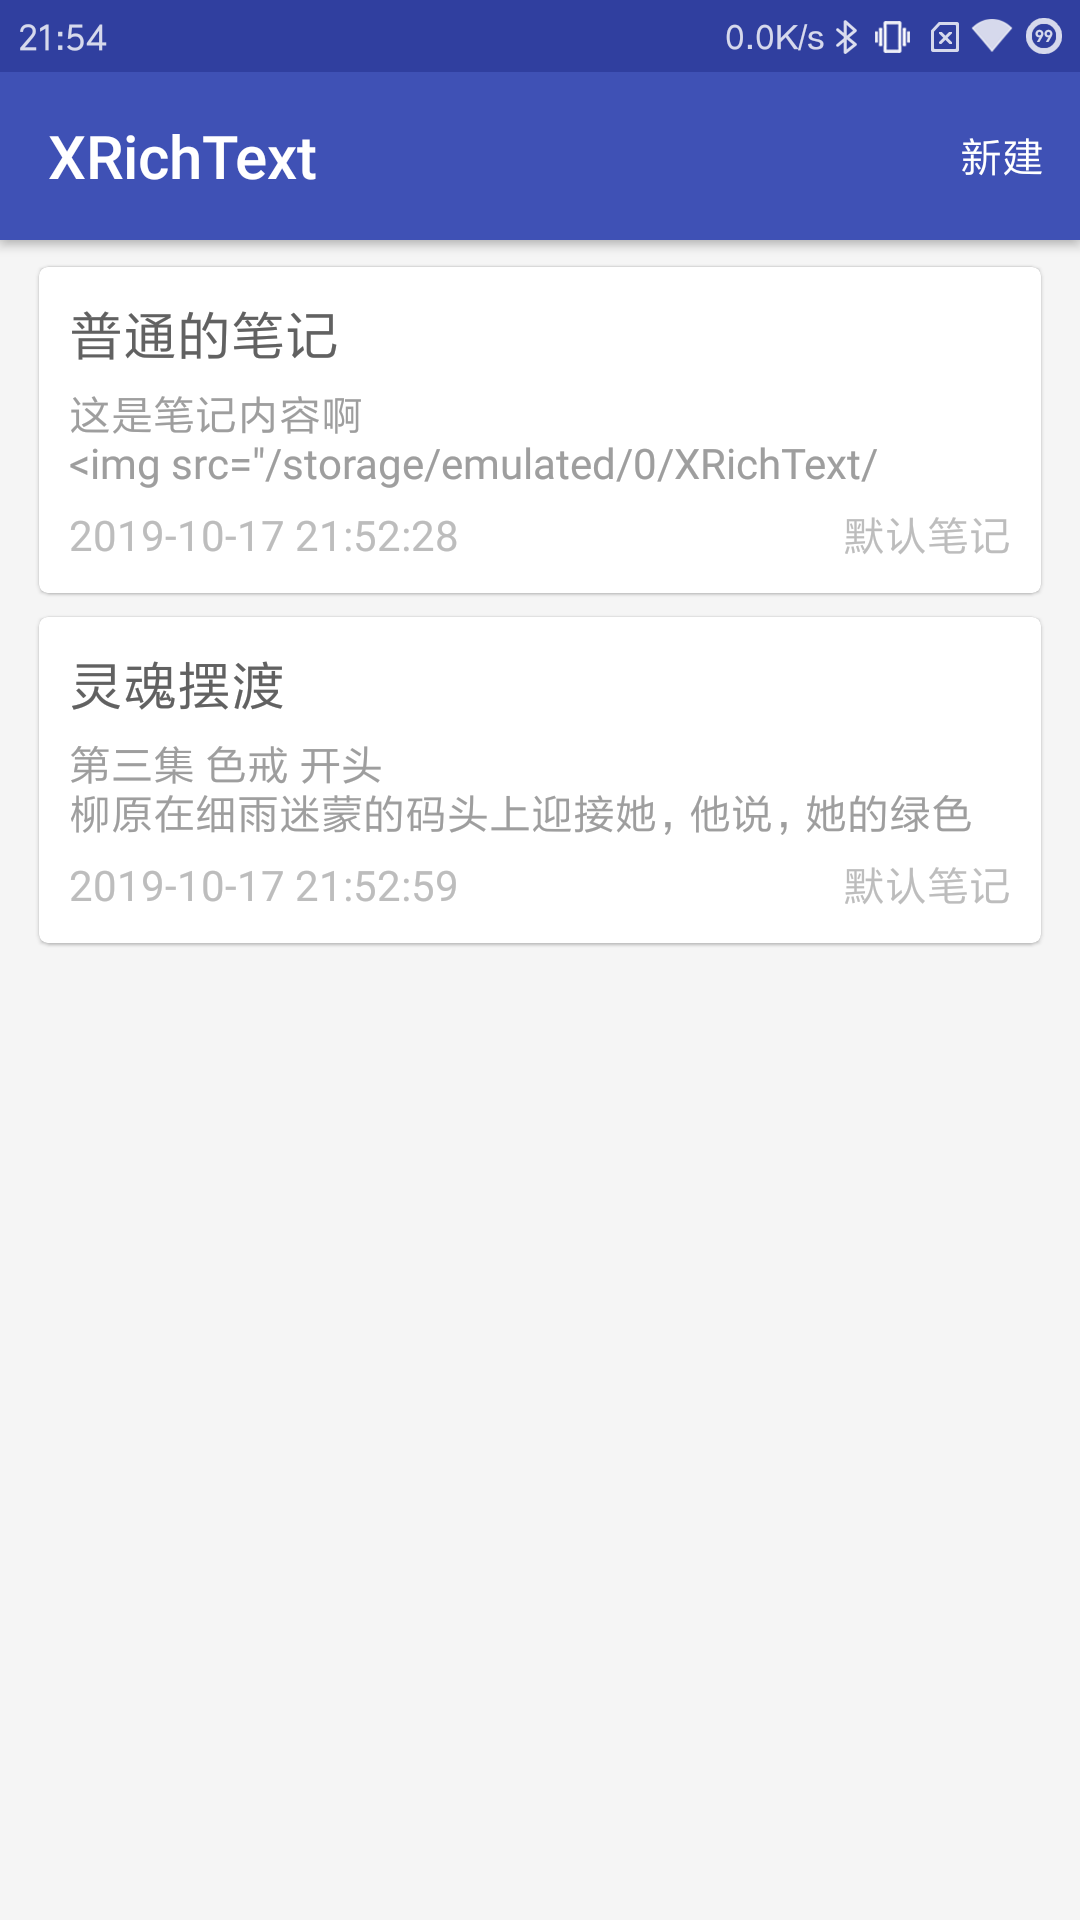 21:54 0.0K/s 99
XRichText 新建
普通的笔记
这是笔记内容啊
<img src="/storage/emulated/0/XRichText/
2019-10-17 21:52:28 默认笔记
灵魂摆渡
第三集 色戒 开头
柳原在细雨迷蒙的码头上迎接她，他说，她的绿色
2019-10-17 21:52:59 默认笔记